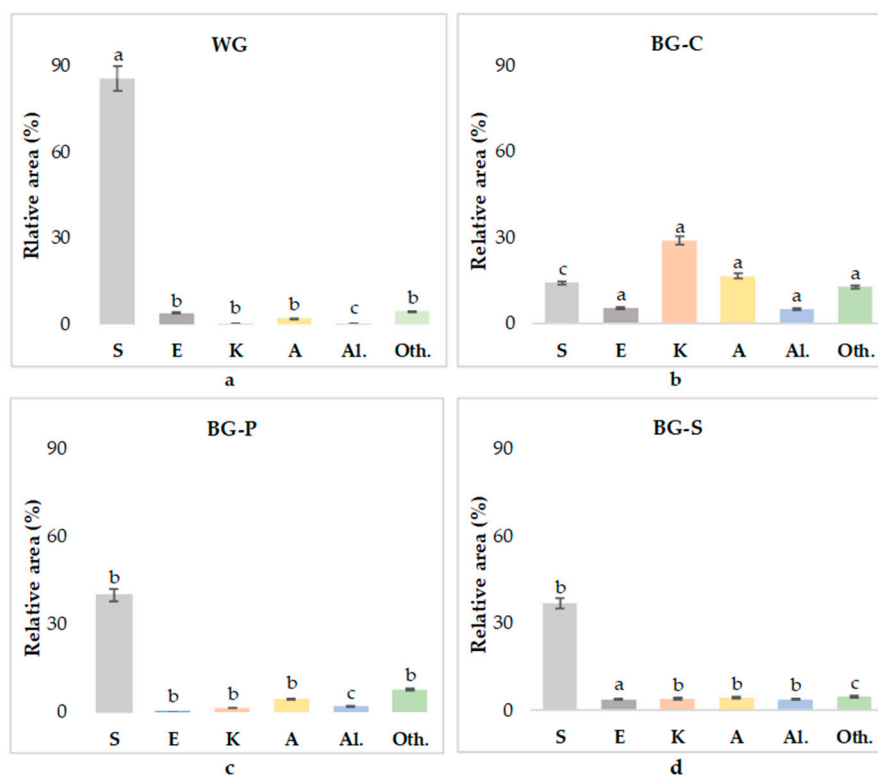 WG
a
90
60
30
0
Rlative area (%)
b b b c b
S E K A Al. Oth.
a
BG-C
90
60
30
0
Relative area (%)
c a a a a a
S E K A Al. Oth.
b
BG-P
90
60
30
0
Relative area (%)
b b b b c b
S E K A Al. Oth.
c
BG-S
90
60
30
0
Relative area (%)
b a b b b c
S E K A Al. Oth.
d